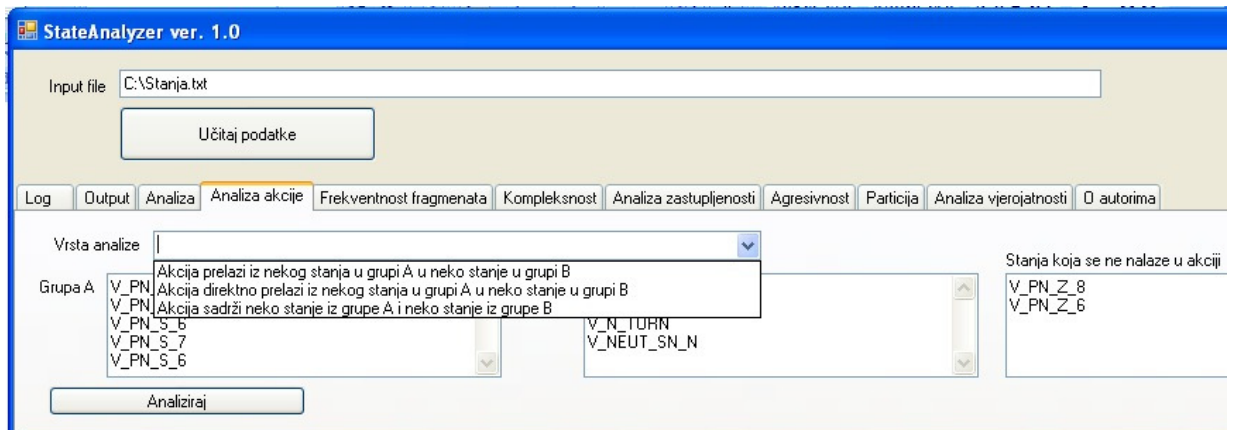 StateAnalyzer ver. 1.0
Input file C:\Stanja.txt
Učitaj podatke
Log Output Analiza Analiza akcije Frekventnost fragmenata Kompleksnost Analiza zastupljenosti Agresivnost Particija Analiza vjerojatnosti O autorima
Vrsta analize
Akcija prelazi iz nekog stanja u grupi A u neko stanje u grupi B
Akcija direktno prelazi iz nekog stanja u grupi A u neko stanje u grupi B
Akcija sadrži neko stanje iz grupe A i neko stanje iz grupe B
Grupa A
V_PN_
V_PN_
V_PN_S_6
V_PN_S_7
V_PN_S_6
V_N_TURN
V_NEUT_SN_N
Stanja koja se ne nalaze u akciji
V_PN_Z_8
V_PN_Z_6
Analiziraj